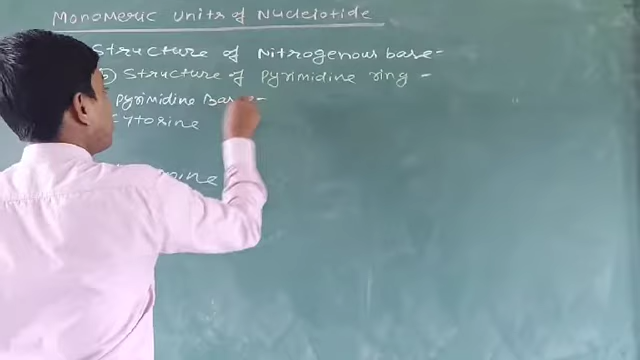 Monomeric units of Nucleotide
Structure of Nitrogenous base-
b) Structure of Pyrimidine ring -
Pyrimidine Base-
Cytosine